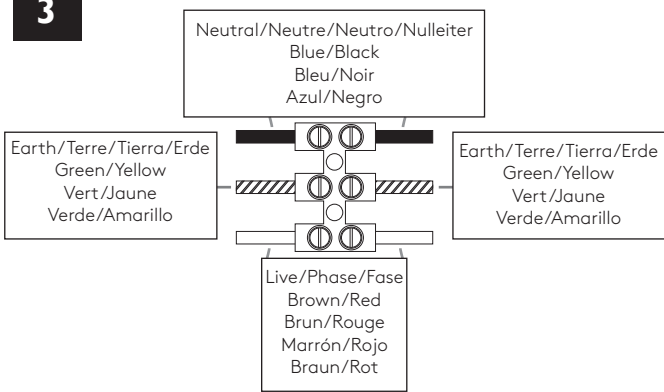 3
Neutral/Neutre/Neutro/Nulleiter
Blue/Black
Bleu/Noir
Azul/Negro
Earth/Terre/Tierra/Erde
Green/Yellow
Vert/Jaune
Verde/Amarillo
Earth/Terre/Tierra/Erde
Green/Yellow
Vert/Jaune
Verde/Amarillo
Live/Phase/Fase
Brown/Red
Brun/Rouge
Marrón/Rojo
Braun/Rot